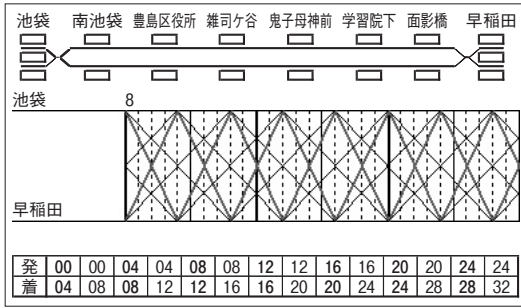 池袋 南池袋 豊島区役所 雑司ケ谷 鬼子母神前 学習院下 面影橋 早稲田
池袋 8
早稲田
発 00 00 04 04 08 08 12 12 16 16 20 20 24 24
着 04 08 08 12 12 16 16 20 20 24 24 28 28 32